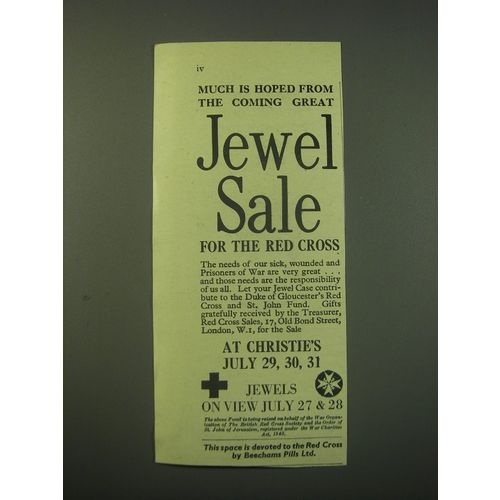 iv
MUCH IS HOPED FROM
THE COMING GREAT
Jewel
Sale
FOR THE RED CROSS
The needs of our sick, wounded and
Prisoners of War are very great . . .
and those needs are the responsibility
of us all. Let your Jewel Case contri-
bute to the Duke of Gloucester's Red
Cross and St. John Fund. Gifts
gratefully received by the Treasurer,
Red Cross Sales, 17, Old Bond Street,
London, W.1, for the Sale
AT CHRISTIE'S
JULY 29, 30, 31
JEWELS
ON VIEW JULY 27 & 28
The above Fund is being raised on behalf of the War Organ-
isation of The British Red Cross Society and the Order of
St. John of Jerusalem, registered under the War Charities
Act, 1940.
This space is devoted to the Red Cross
by Beechams Pills Ltd.